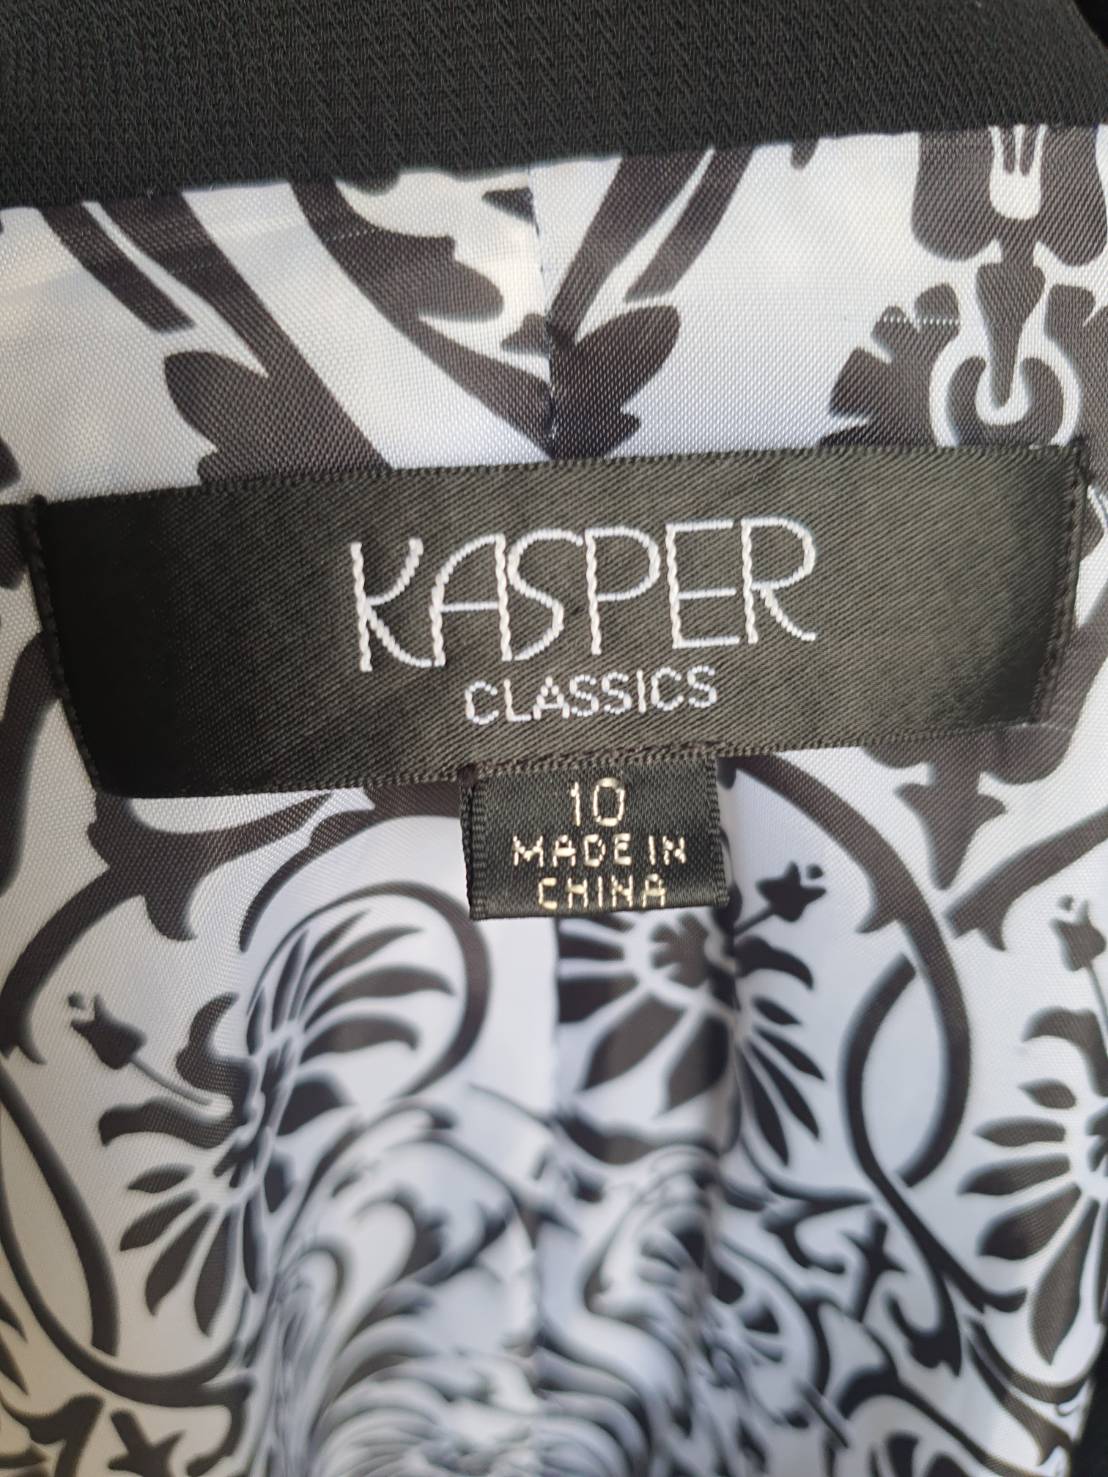 KASPER
CLASSICS
10
MADE IN
CHINA